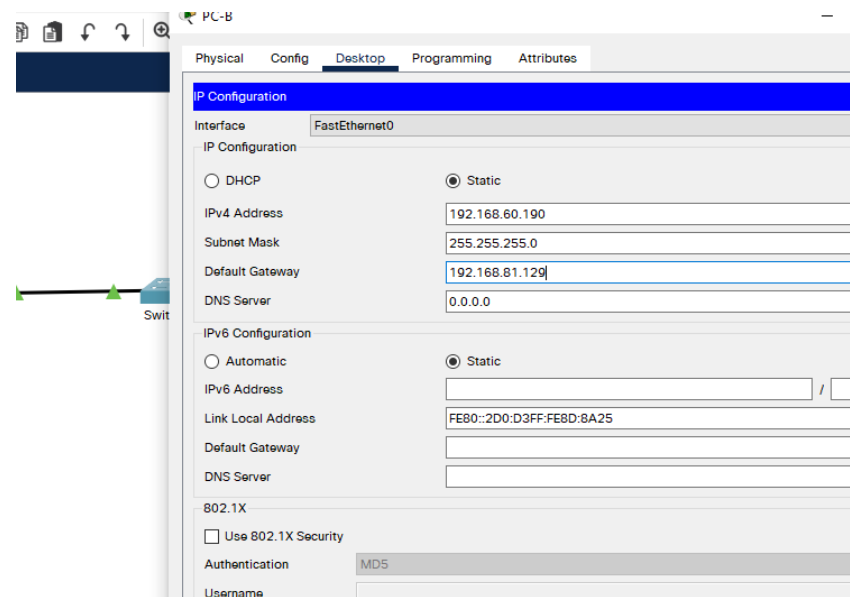 PC-B
Physical Config Desktop Programming Attributes
IP Configuration
Interface FastEthernet0
IP Configuration
DHCP Static
IPv4 Address 192.168.60.190
Subnet Mask 255.255.255.0
Default Gateway 192.168.81.129
DNS Server 0.0.0.0
Swit
IPv6 Configuration
Automatic Static
IPv6 Address /
Link Local Address FE80::2D0:D3FF:FE8D:8A25
Default Gateway
DNS Server
802.1X
Use 802.1X Security
Authentication MD5
Username